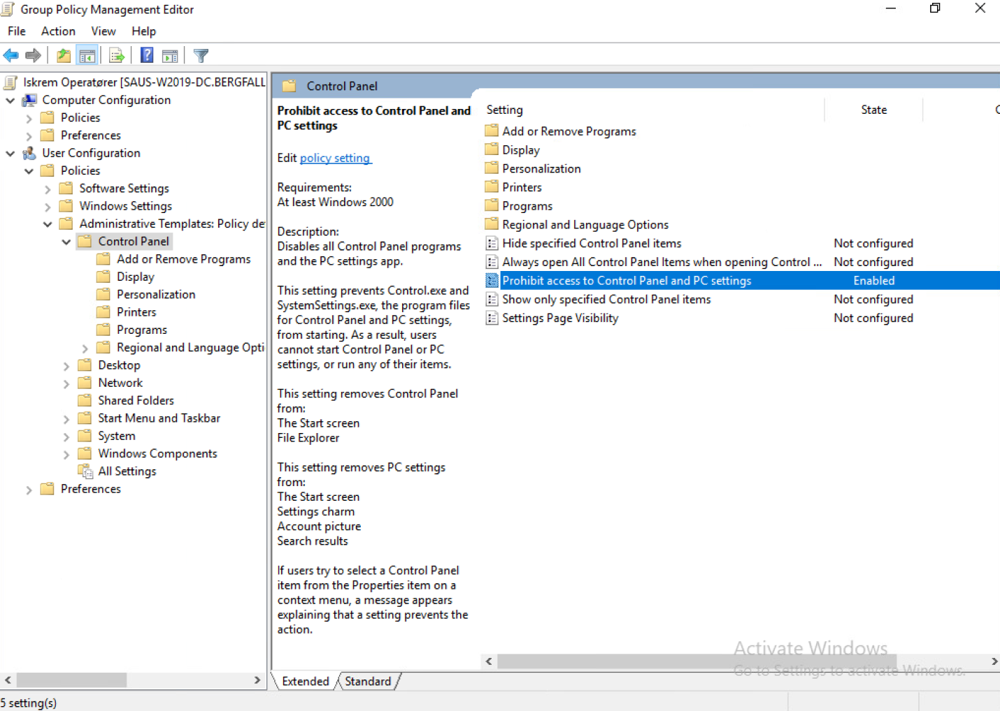 Group Policy Management Editor
File Action View Help
Iskrem Operatører [SAUS-W2019-DC.BERGFALL
Computer Configuration
Policies
Preferences
User Configuration
Policies
Software Settings
Windows Settings
Administrative Templates: Policy de
Control Panel
Add or Remove Programs
Display
Personalization
Printers
Programs
Regional and Language Opti
Desktop
Network
Shared Folders
Start Menu and Taskbar
System
Windows Components
All Settings
Preferences
Control Panel
Prohibit access to Control Panel and
PC settings
Edit policy setting
Requirements:
At least Windows 2000
Description:
Disables all Control Panel programs
and the PC settings app.
This setting prevents Control.exe and
SystemSettings.exe, the program files
for Control Panel and PC settings,
from starting. As a result, users
cannot start Control Panel or PC
settings, or run any of their items.
This setting removes Control Panel
from:
The Start screen
File Explorer
This setting removes PC settings
from:
The Start screen
Settings charm
Account picture
Search results
If users try to select a Control Panel
item from the Properties item on a
context menu, a message appears
explaining that a setting prevents the
action.
Setting State
Add or Remove Programs
Display
Personalization
Printers
Programs
Regional and Language Options
Hide specified Control Panel items Not configured
Always open All Control Panel Items when opening Control ... Not configured
Prohibit access to Control Panel and PC settings Enabled
Show only specified Control Panel items Not configured
Settings Page Visibility Not configured
Activate Windows
Go to Settings to activate Windows.
Extended Standard
5 setting(s)